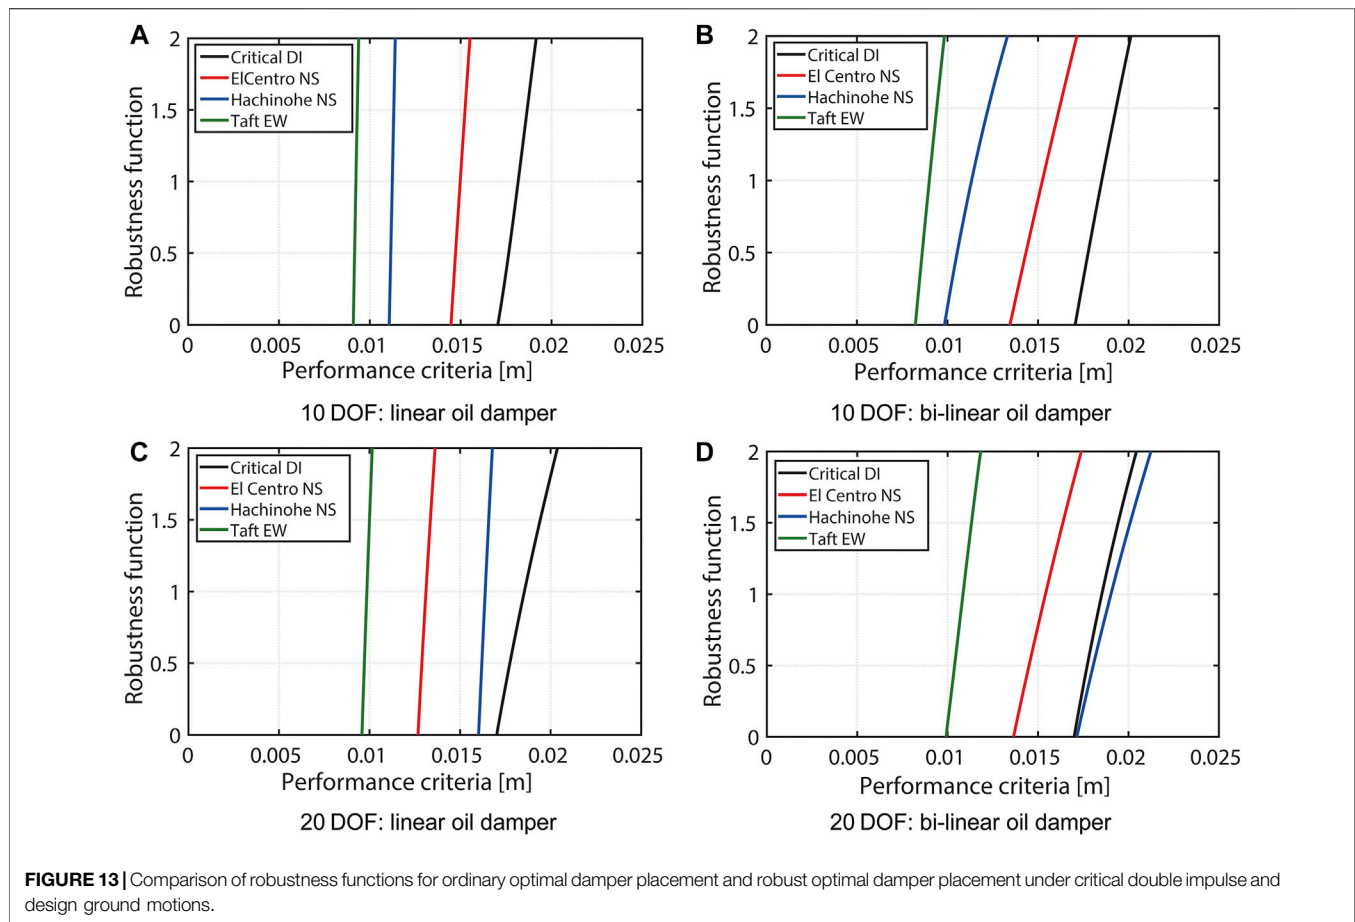 A
Critical DI
ElCentro NS
Hachinohe NS
Taft EW
Robustness function
2
1.5
1
0.5
0
0
0.005
0.01
0.015
0.02
0.025
Performance criteria [m]
10 DOF: linear oil damper
B
Critical DI
El Centro NS
Hachinohe NS
Taft EW
Robustness function
2
1.5
1
0.5
0
0
0.005
0.01
0.015
0.02
0.025
Performance crriteria [m]
10 DOF: bi-linear oil damper
C
Critical DI
El Centro NS
Hachinohe NS
Taft EW
Robustness function
2
1.5
1
0.5
0
0
0.005
0.01
0.015
0.02
0.025
Performance criteria [m]
20 DOF: linear oil damper
D
Critical DI
El Centro NS
Hachinohe NS
Taft EW
Robustness function
2
1.5
1
0.5
0
0
0.005
0.01
0.015
0.02
0.025
Performance criteria [m]
20 DOF: bi-linear oil damper
FIGURE 13 | Comparison of robustness functions for ordinary optimal damper placement and robust optimal damper placement under critical double impulse and
design ground motions.